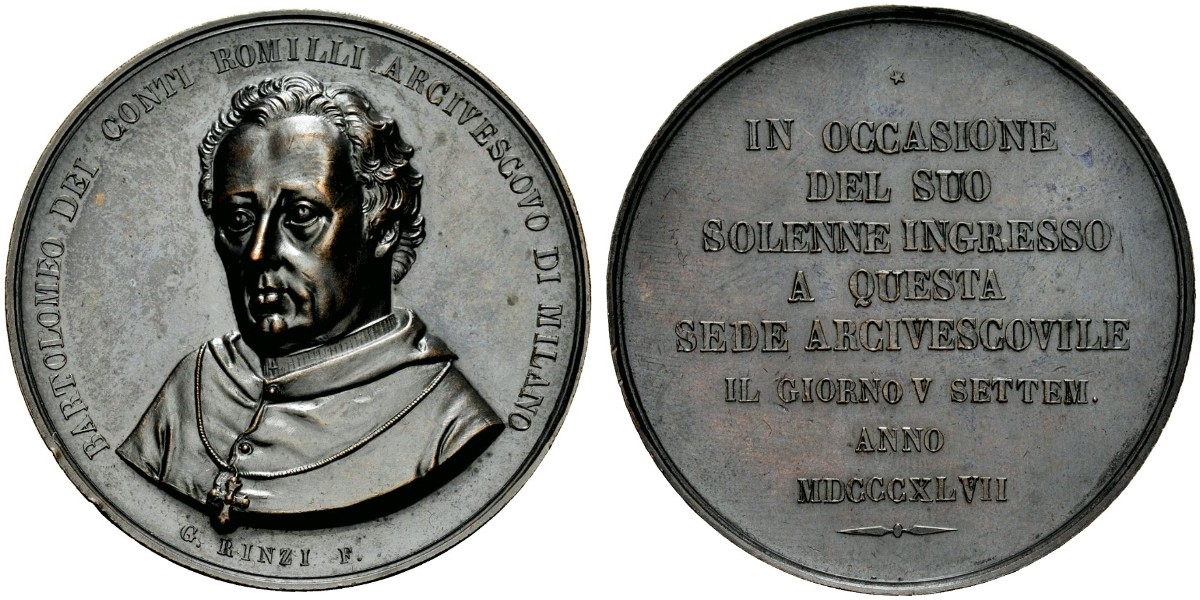 BARTOLOMEO DEI CONTI ROMILLI ARCIVESCOVO DI MILANO
G. RINZI F.
IN OCCASIONE
DEL SUO
SOLENNE INGRESSO
A QUESTA
SEDE ARCIVESCOVILE
IL GIORNO V SETTEM.
ANNO
MDCCCXLVII